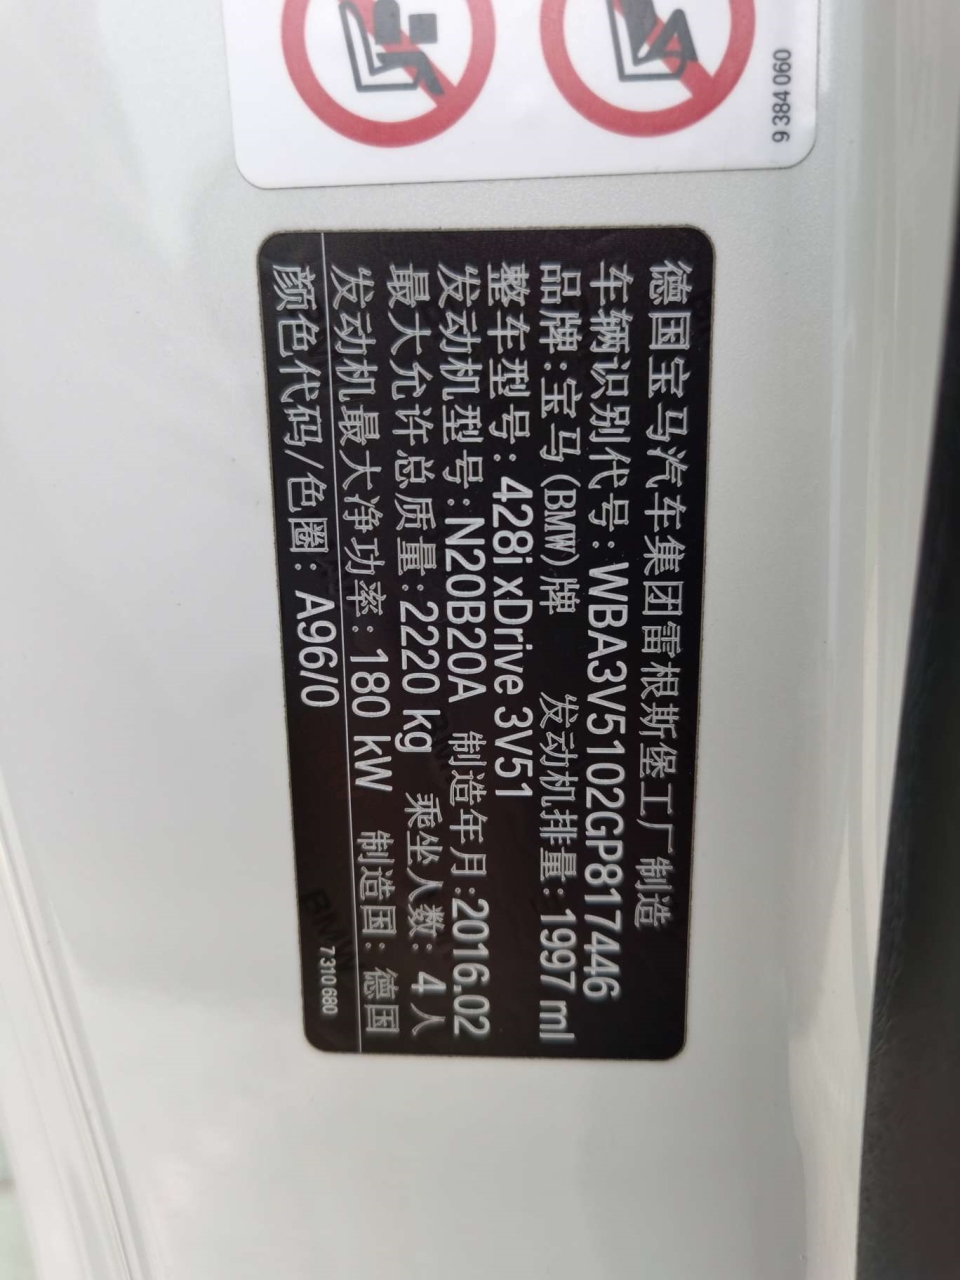 9 384 060
德国宝马汽车集团雷根斯堡工厂制造
车辆识别代号: WBA3V5102GP817446
品牌:宝马(BMW)牌 发动机排量: 1997 ml
整车型号: 428i xDrive 3V51
发动机型号: N20B20A 制造年月:2016.02
最大允许总质量: 2220 kg 乘坐人数: 4人
发动机最大净功率: 180 kW 制造国: 德国
颜色代码/色圈: A96/0
7 310 680